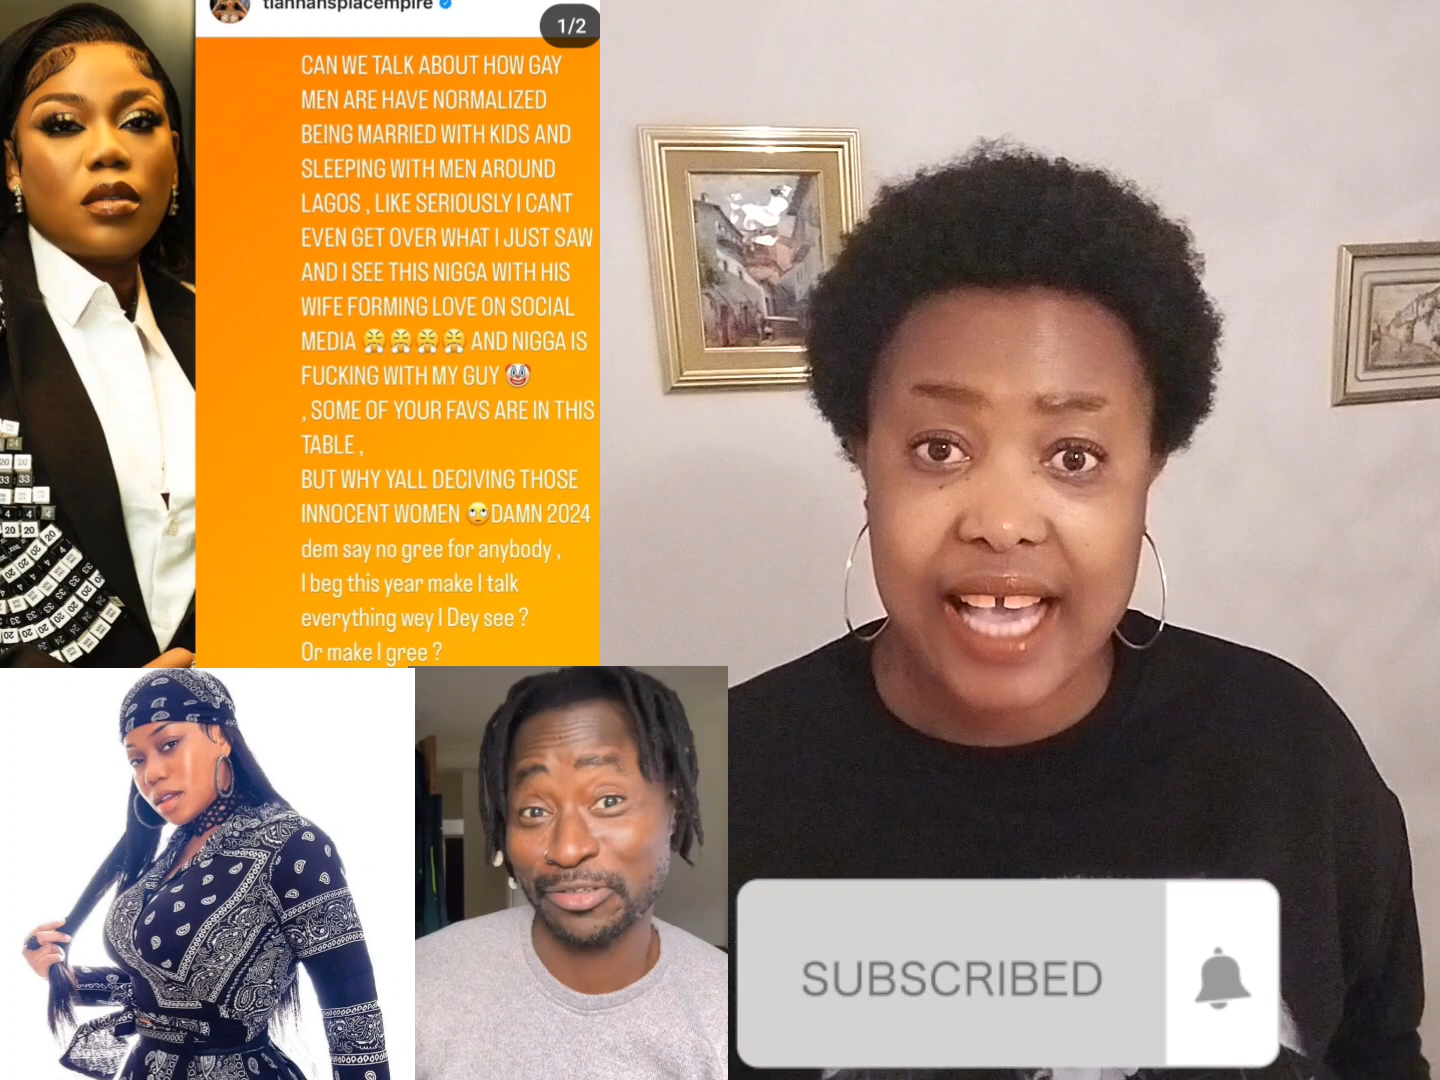 tiannahsplacempire
1/2
CAN WE TALK ABOUT HOW GAY
MEN ARE HAVE NORMALIZED
BEING MARRIED WITH KIDS AND
SLEEPING WITH MEN AROUND
LAGOS , LIKE SERIOUSLY I CANT
EVEN GET OVER WHAT I JUST SAW
AND I SEE THIS NIGGA WITH HIS
WIFE FORMING LOVE ON SOCIAL
MEDIA 😤😤😤😤 AND NIGGA IS
FUCKING WITH MY GUY 🤡
, SOME OF YOUR FAVS ARE IN THIS
TABLE ,
BUT WHY YALL DECIVING THOSE
INNOCENT WOMEN 🙄DAMN 2024
dem say no gree for anybody ,
I beg this year make I talk
everything wey I Dey see ?
Or make I gree ?
SUBSCRIBED